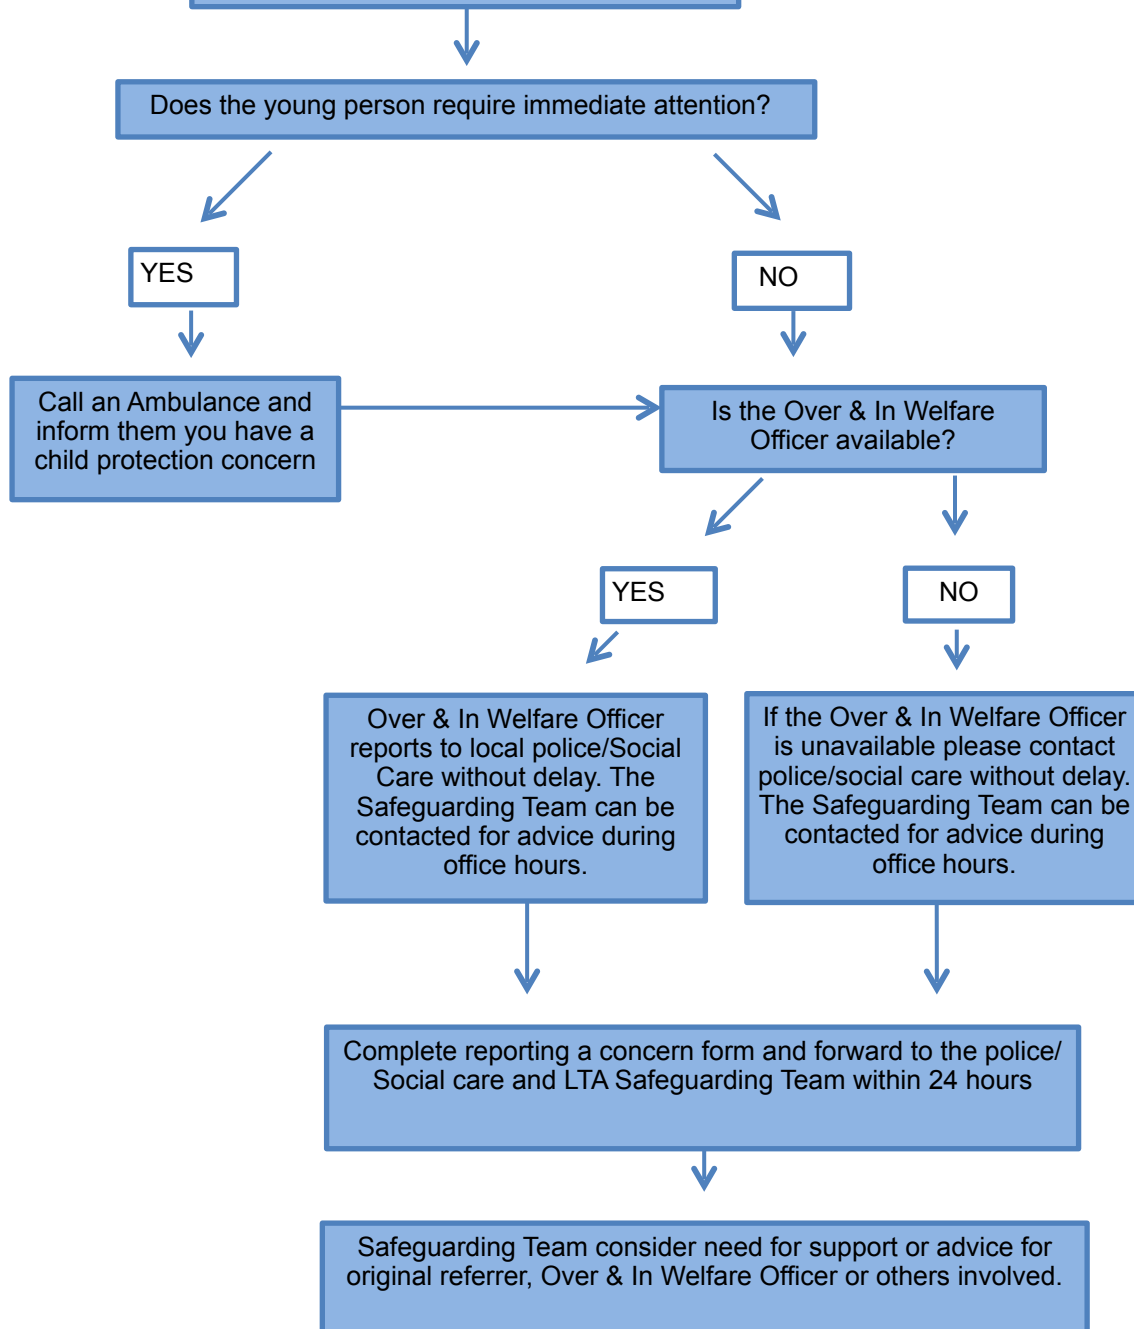 Does the young person require immediate attention?
YES
NO
Call an Ambulance and
inform them you have a
child protection concern
Is the Over & In Welfare
Officer available?
YES
NO
Over & In Welfare Officer
reports to local police/Social
Care without delay. The
Safeguarding Team can be
contacted for advice during
office hours.
If the Over & In Welfare Officer
is unavailable please contact
police/social care without delay.
The Safeguarding Team can be
contacted for advice during
office hours.
Complete reporting a concern form and forward to the police/
Social care and LTA Safeguarding Team within 24 hours
Safeguarding Team consider need for support or advice for
original referrer, Over & In Welfare Officer or others involved.